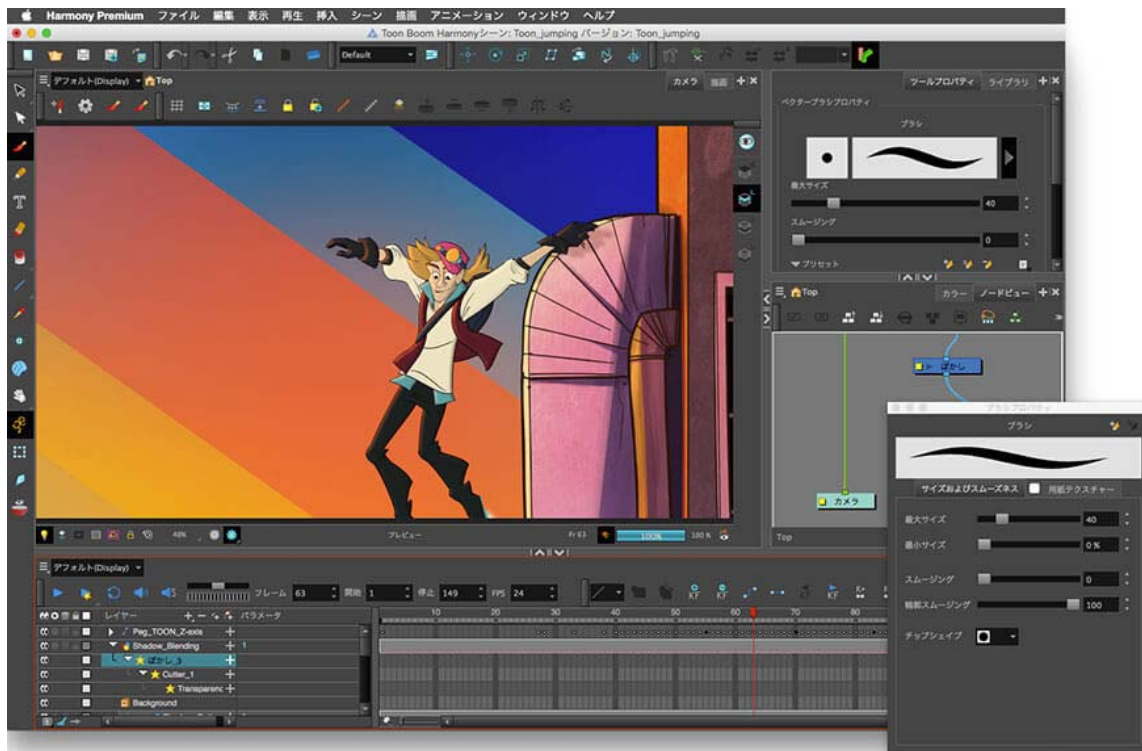 Harmony Premium ファイル 編集 表示 再生 挿入 シーン 描画 アニメーション ウィンドウ ヘルプ
Toon Boom Harmonyシーン: Toon_jumping バージョン: Toon_jumping
Default
デフォルト(Display) Top
カメラ 描画
ツールプロパティ ライブラリ
ベクターブラシプロパティ
ブラシ
最大サイズ
40
スムージング
0
プリセット
Top
カラー ノードビュー
ぼかし
カメラ
Top
ブラシプロパティ
ブラシ
サイズおよびスムーズネス 用紙テクスチャー
最大サイズ 40
最小サイズ 0 %
スムージング 0
輪郭スムージング 100
チップシェイプ
48% プレビュー Fr 63 100% 100 %
デフォルト(Display)
フレーム 63 開始 1 停止 149 FPS 24
KF KF KF
レイヤー パラメータ
10 20 30 40 50 60 70 80
Peg_TOON_Z-axis
Shadow_Blending 1
ぼかし_3
Cutter_1
Transparenc
Background